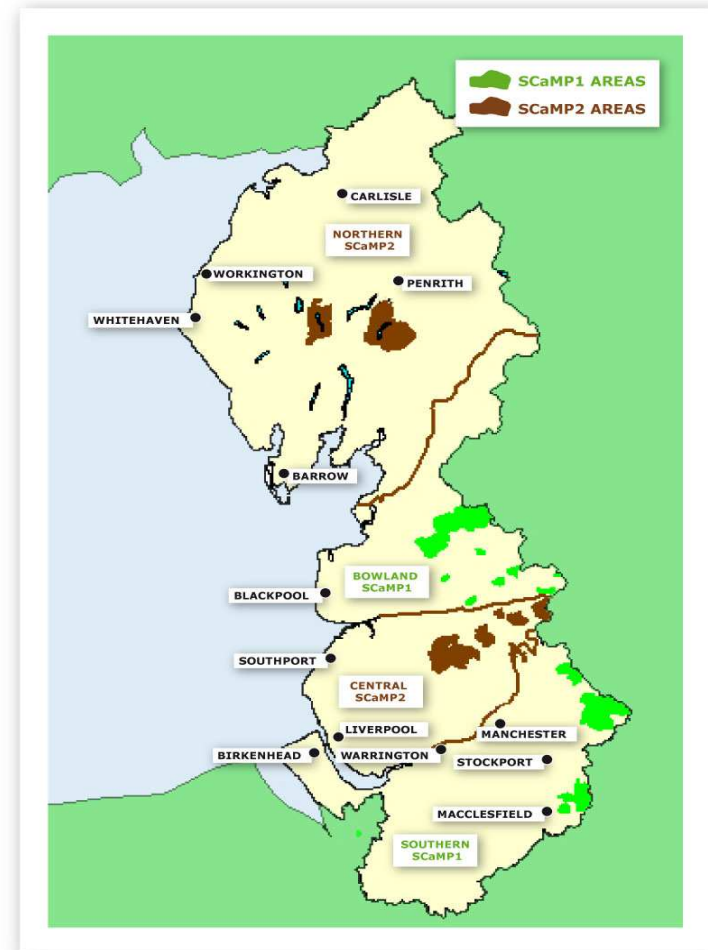 SCaMP1 AREAS
SCaMP2 AREAS
CARLISLE
NORTHERN
SCaMP2
WORKINGTON
PENRITH
WHITEHAVEN
BARROW
BOWLAND
SCaMP1
BLACKPOOL
SOUTHPORT
CENTRAL
SCaMP2
LIVERPOOL
MANCHESTER
BIRKENHEAD
WARRINGTON
STOCKPORT
MACCLESFIELD
SOUTHERN
SCaMP1